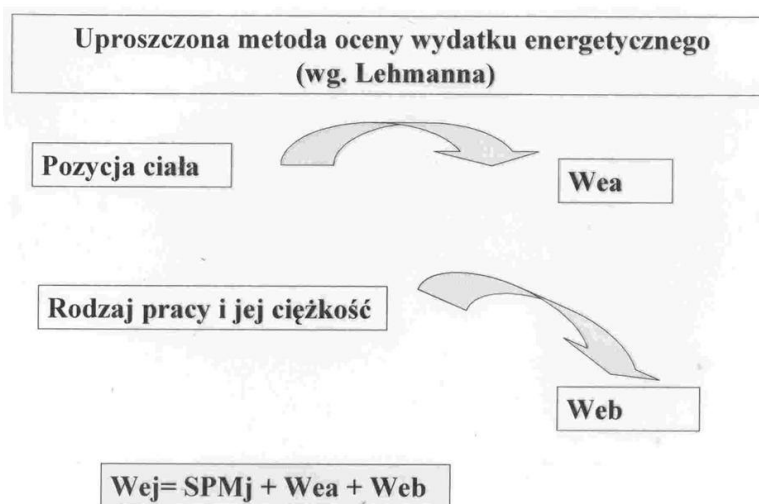 Uproszczona metoda oceny wydatku energetycznego
(wg. Lehmanna)
Pozycja ciała
Wea
Rodzaj pracy i jej ciężkość
Web
Wej= SPMj + Wea + Web